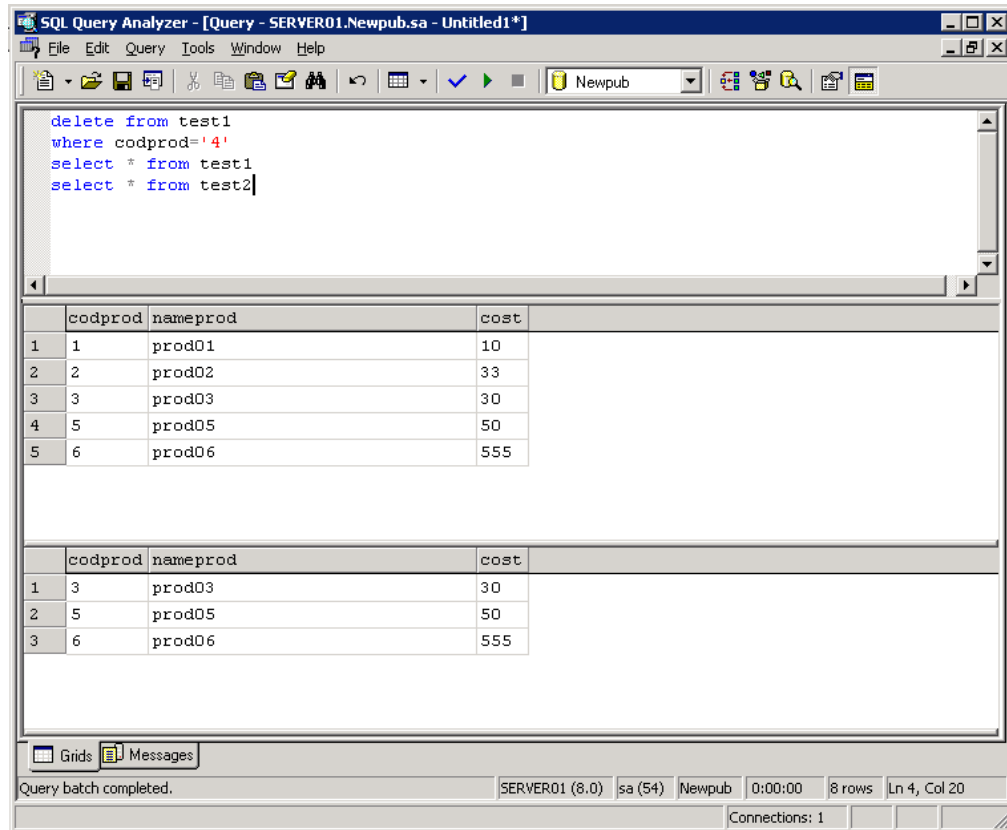 SQL Query Analyzer - [Query - SERVER01.Newpub.sa - Untitled1*]
File Edit Query Tools Window Help
Newpub
delete from test1
where codprod='4'
select * from test1
select * from test2
codprod nameprod cost
1 1 prod01 10
2 2 prod02 33
3 3 prod03 30
4 5 prod05 50
5 6 prod06 555
codprod nameprod cost
1 3 prod03 30
2 5 prod05 50
3 6 prod06 555
Grids Messages
Query batch completed. SERVER01 (8.0) sa (54) Newpub 0:00:00 8 rows Ln 4, Col 20
Connections: 1